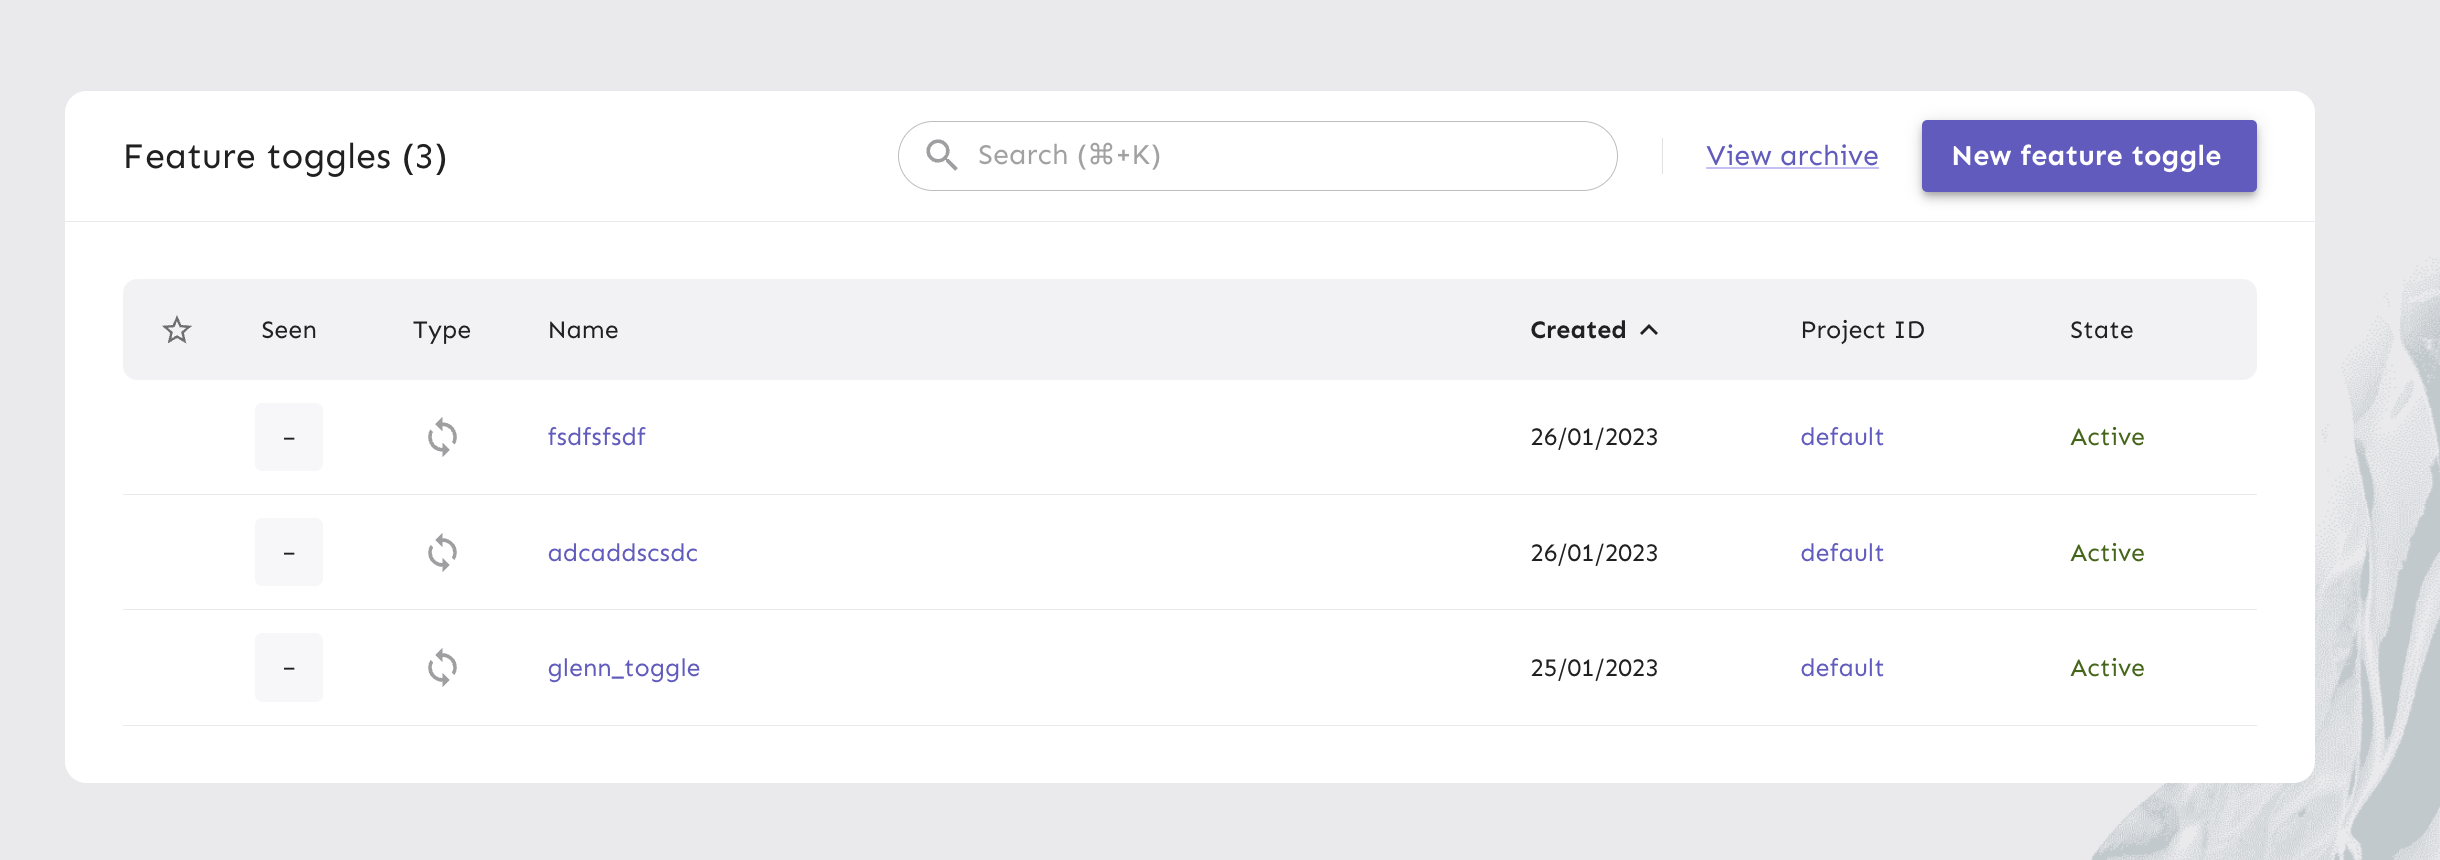 Feature toggles (3)
Search (⌘+K)
View archive
New feature toggle
Seen Type Name Created Project ID State
– fsdfsfsdf 26/01/2023 default Active
– adcaddscsdc 26/01/2023 default Active
– glenn_toggle 25/01/2023 default Active